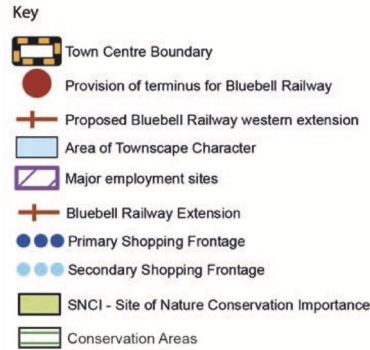 Key
Town Centre Boundary
Provision of terminus for Bluebell Railway
Proposed Bluebell Railway western extension
Area of Townscape Character
Major employment sites
Bluebell Railway Extension
Primary Shopping Frontage
Secondary Shopping Frontage
SNCI - Site of Nature Conservation Importance
Conservation Areas